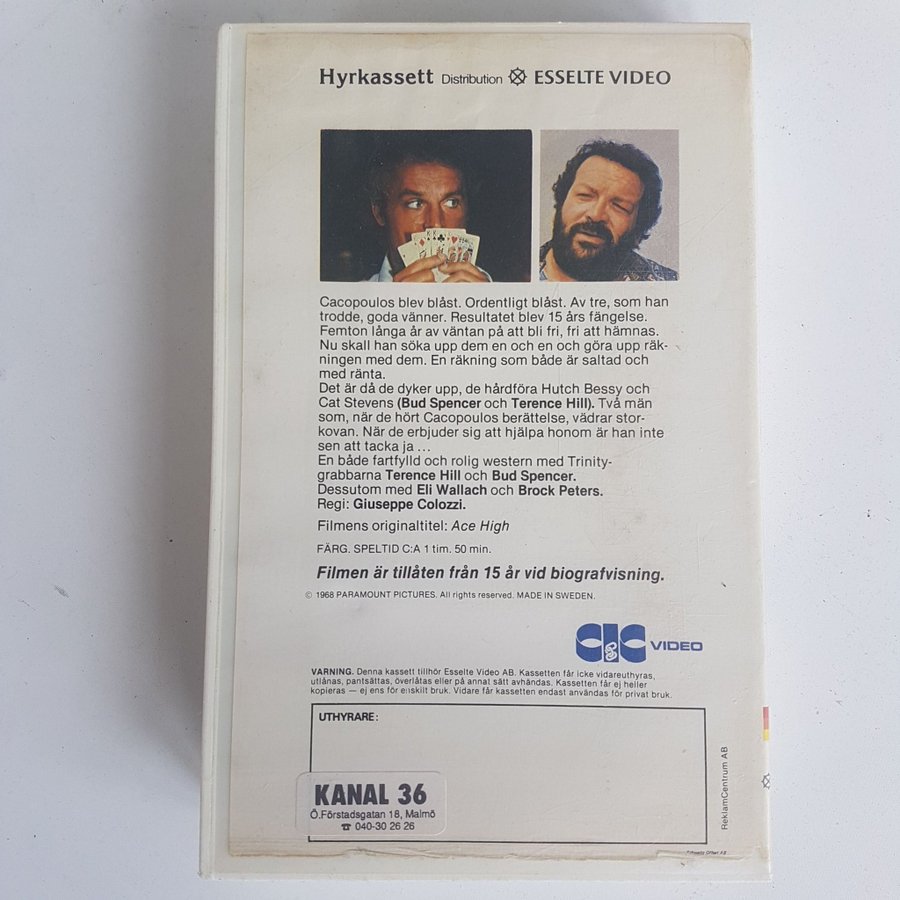 Hyrkassett Distribution ESSELTE VIDEO
Cacopoulos blev blåst. Ordentligt blåst. Av tre, som han
trodde, goda vänner. Resultatet blev 15 års fängelse.
Femton långa år av väntan på att bli fri, fri att hämnas.
Nu skall han söka upp dem en och en och göra upp räk-
ningen med dem. En räkning som både är saltad och
med ränta.
Det är då de dyker upp, de hårdföra Hutch Bessy och
Cat Stevens (Bud Spencer och Terence Hill). Två män
som, när de hört Cacopoulos berättelse, vädrar stor-
kovan. När de erbjuder sig att hjälpa honom är han inte
sen att tacka ja ...
En både fartfylld och rolig western med Trinity-
grabbarna Terence Hill och Bud Spencer.
Dessutom med Eli Wallach och Brock Peters.
Regi: Giuseppe Colozzi.
Filmens originaltitel: Ace High
FÄRG. SPELTID C:A 1 tim. 50 min.
Filmen är tillåten från 15 år vid biografvisning.
© 1968 PARAMOUNT PICTURES. All rights reserved. MADE IN SWEDEN.
CIC VIDEO
VARNING. Denna kassett tillhör Esselte Video AB. Kassetten får icke vidareuthyras,
utlånas, pantsättas, överlåtas eller på annat sätt avhändas. Kassetten får ej heller
kopieras — ej ens för enskilt bruk. Vidare får kassetten endast användas för privat bruk.
UTHYRARE:
KANAL 36
Ö.Förstadsgatan 18, Malmö
☎ 040-30 26 26
ReklamCentrum AB